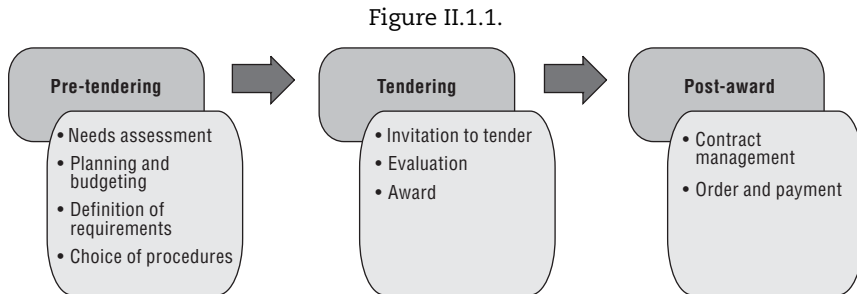 Figure II.1.1.
Pre-tendering
• Needs assessment
• Planning and
budgeting
• Definition of
requirements
• Choice of procedures
Tendering
• Invitation to tender
• Evaluation
• Award
Post-award
• Contract
management
• Order and payment